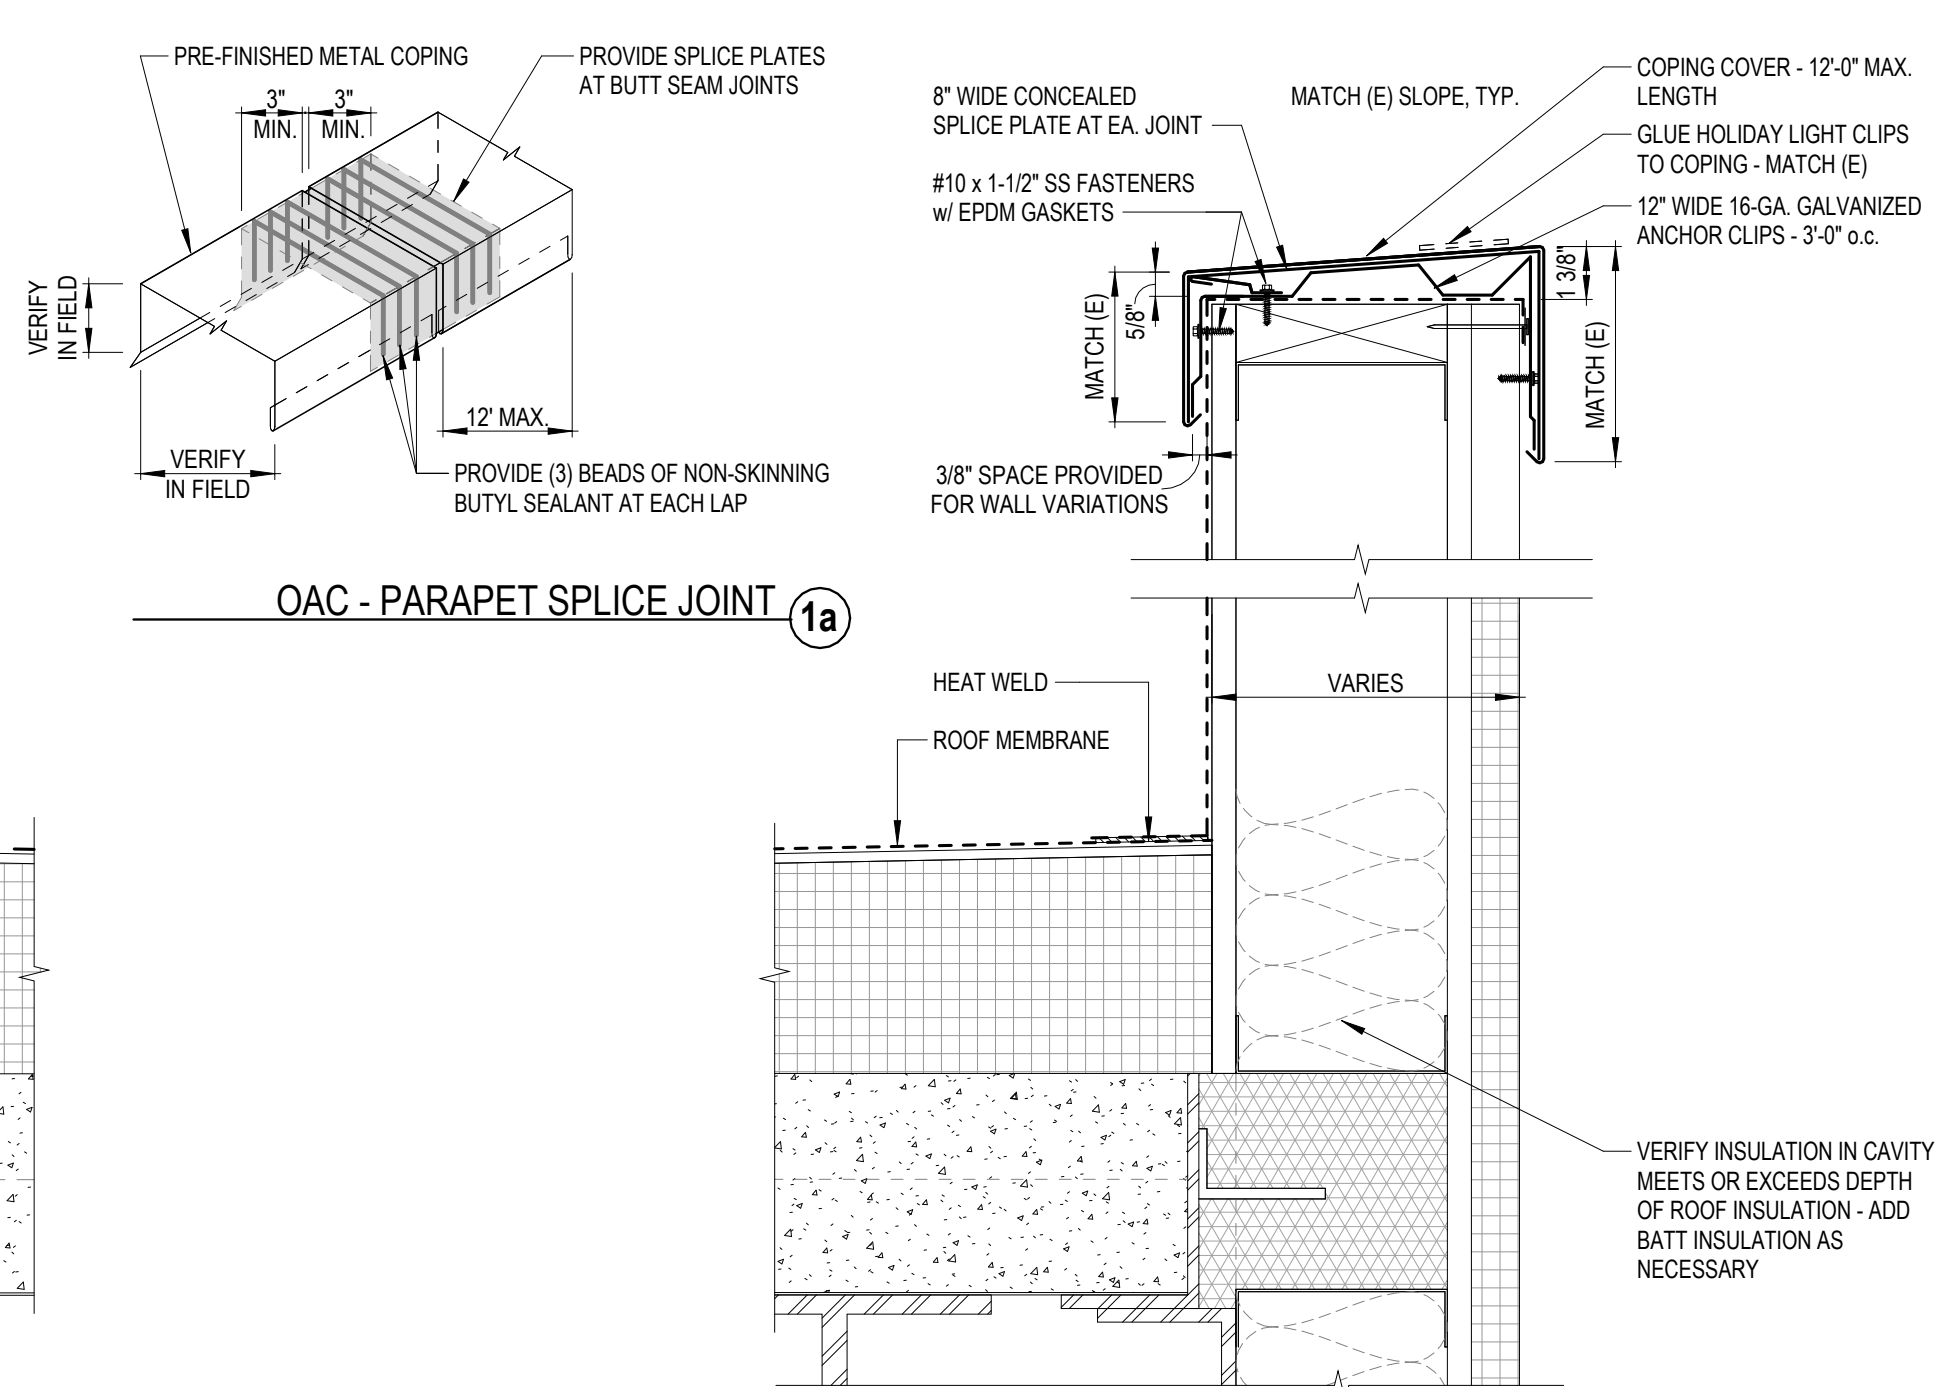 PRE-FINISHED METAL COPING
PROVIDE SPLICE PLATES
AT BUTT SEAM JOINTS
3"
MIN.
3"
MIN.
VERIFY
IN FIELD
VERIFY
IN FIELD
12' MAX.
PROVIDE (3) BEADS OF NON-SKINNING
BUTYL SEALANT AT EACH LAP
OAC - PARAPET SPLICE JOINT
1a
8" WIDE CONCEALED
SPLICE PLATE AT EA. JOINT
#10 x 1-1/2" SS FASTENERS
w/ EPDM GASKETS
MATCH (E) SLOPE, TYP.
COPING COVER - 12'-0" MAX.
LENGTH
GLUE HOLIDAY LIGHT CLIPS
TO COPING - MATCH (E)
12" WIDE 16-GA. GALVANIZED
ANCHOR CLIPS - 3'-0" o.c.
MATCH (E)
5/8"
1 3/8"
MATCH (E)
3/8" SPACE PROVIDED
FOR WALL VARIATIONS
HEAT WELD
VARIES
ROOF MEMBRANE
VERIFY INSULATION IN CAVITY
MEETS OR EXCEEDS DEPTH
OF ROOF INSULATION - ADD
BATT INSULATION AS
NECESSARY